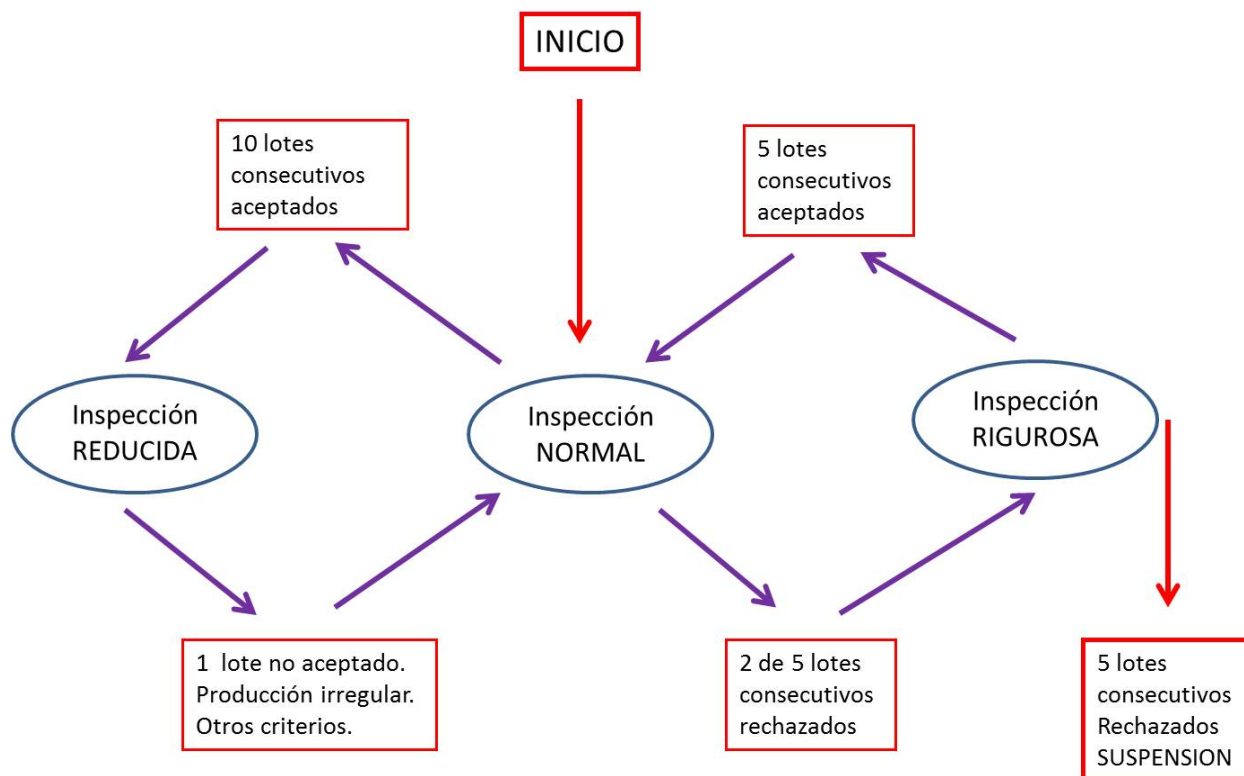 INICIO
10 lotes
consecutivos
aceptados
5 lotes
consecutivos
aceptados
Inspección
REDUCIDA
Inspección
NORMAL
Inspección
RIGUROSA
1 lote no aceptado.
Producción irregular.
Otros criterios.
2 de 5 lotes
consecutivos
rechazados
5 lotes
consecutivos
Rechazados
SUSPENSION